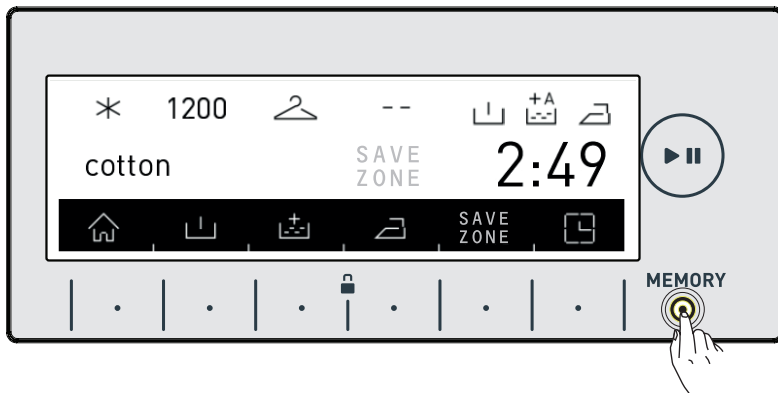 1200 --
+A
cotton
SAVE
ZONE
2:49
SAVE
ZONE
MEMORY